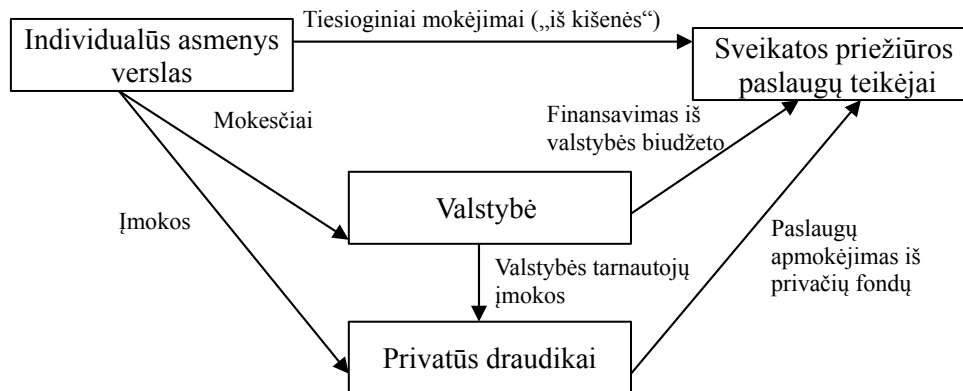 Tiesioginiai mokėjimai („iš kišenės“)
Individualūs asmenys
verslas
Sveikatos priežiūros
paslaugų teikėjai
Mokesčiai
Finansavimas iš
valstybės biudžeto
Valstybė
Įmokos
Paslaugų
apmokėjimas iš
privačių fondų
Valstybės tarnautojų
įmokos
Privatūs draudikai